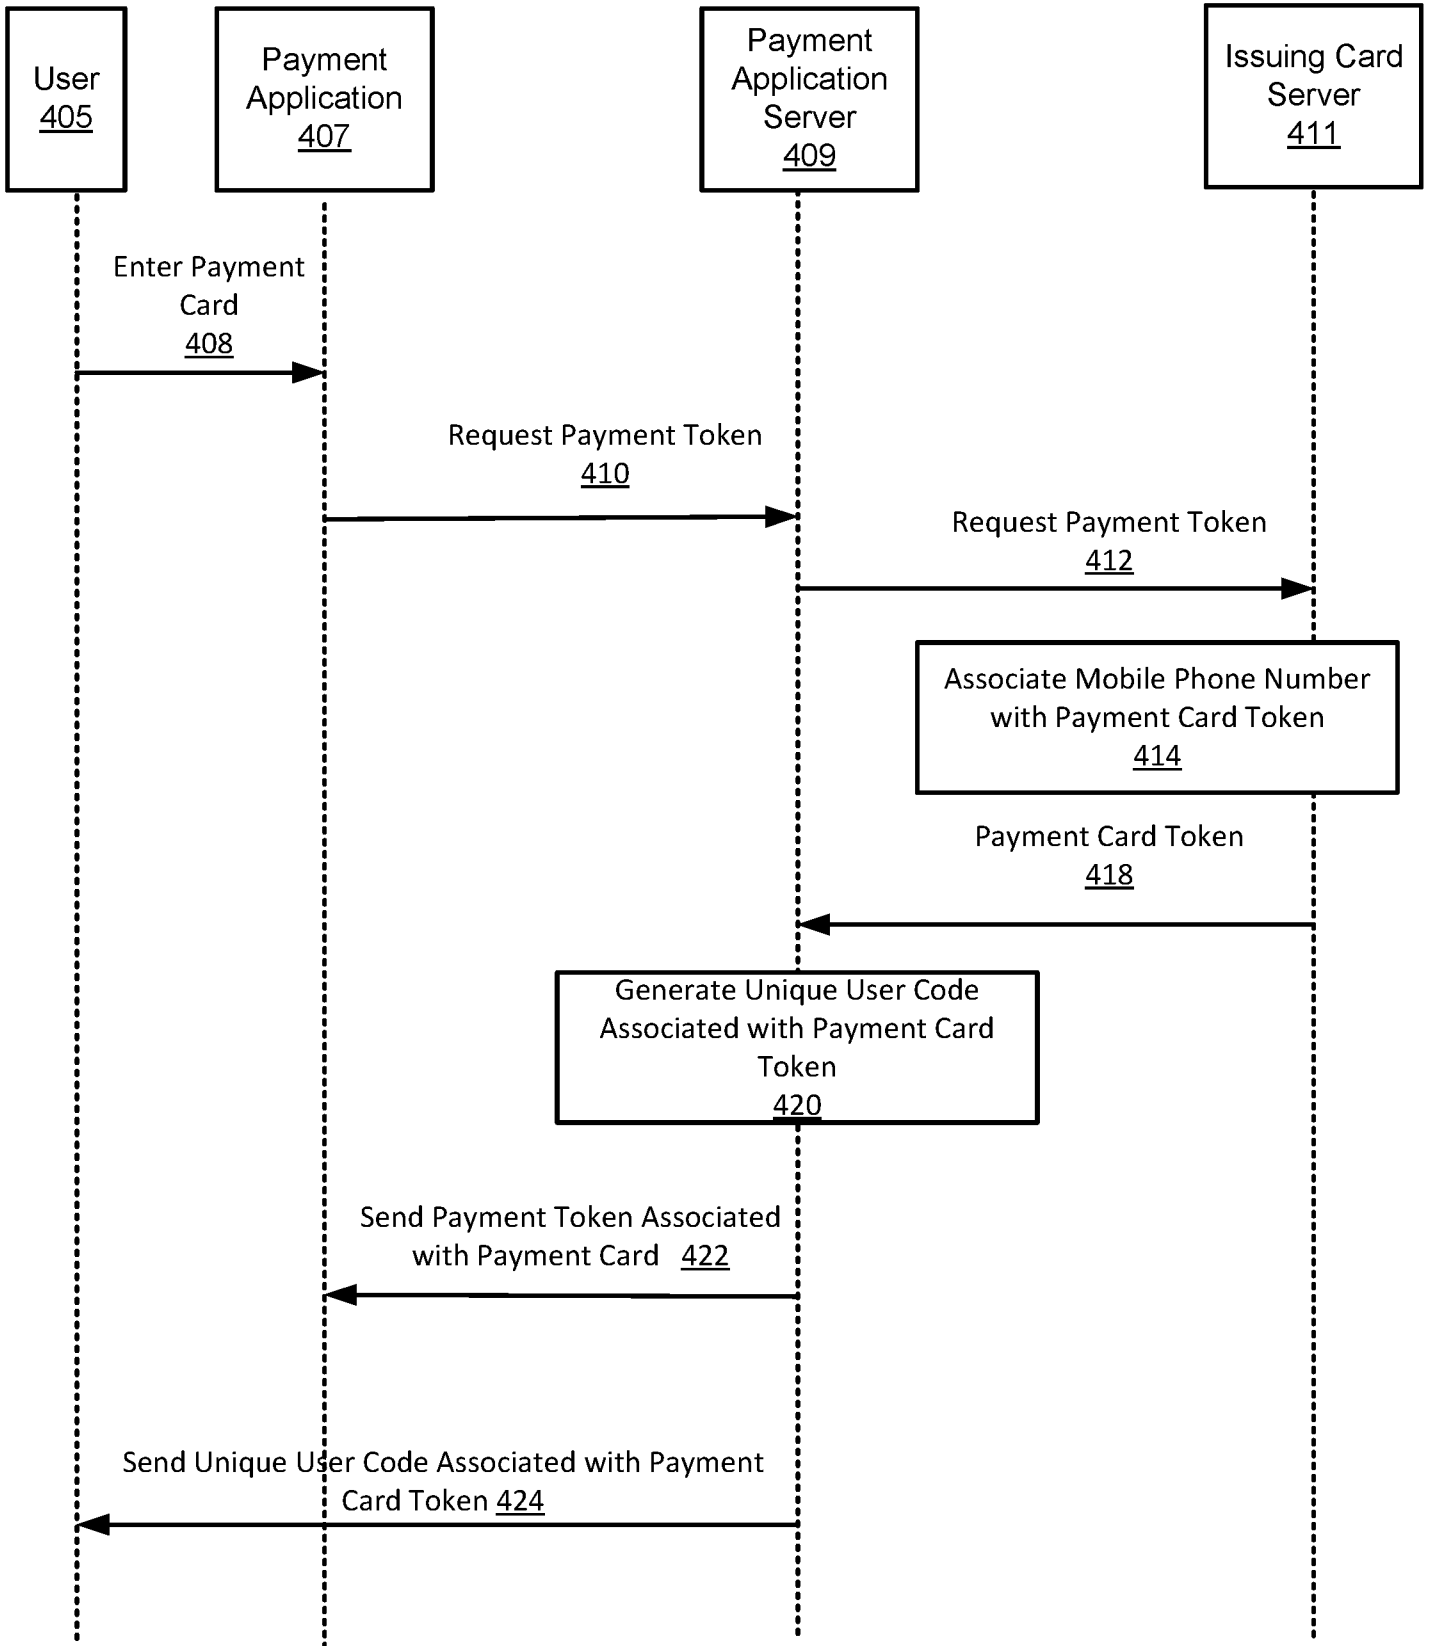 User
405
Payment
Application
407
Payment
Application
Server
409
Issuing Card
Server
411
Enter Payment
Card
408
Request Payment Token
410
Request Payment Token
412
Associate Mobile Phone Number
with Payment Card Token
414
Payment Card Token
418
Generate Unique User Code
Associated with Payment Card
Token
420
Send Payment Token Associated
with Payment Card 422
Send Unique User Code Associated with Payment
Card Token 424